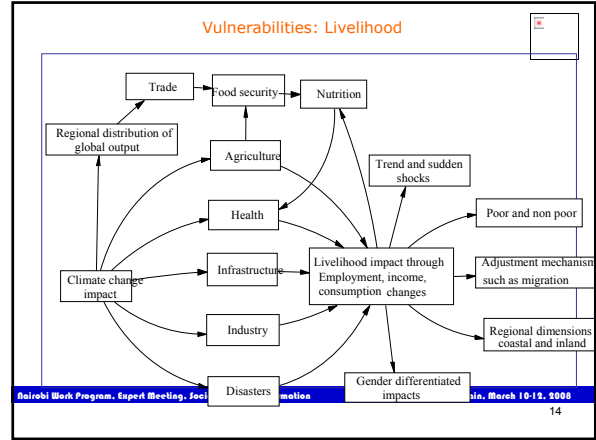 Vulnerabilities: Livelihood
Trade
Food security
Nutrition
Regional distribution of
global output
Agriculture
Trend and sudden
shocks
Health
Poor and non poor
Livelihood impact through
Employment, income,
consumption changes
Infrastructure
Climate change
impact
Adjustment mechanism
such as migration
Industry
Regional dimensions
coastal and inland
Disasters
Gender differentiated
impacts
Nairobi Work Program, Expert Meeting, March 10-12, 2008
14